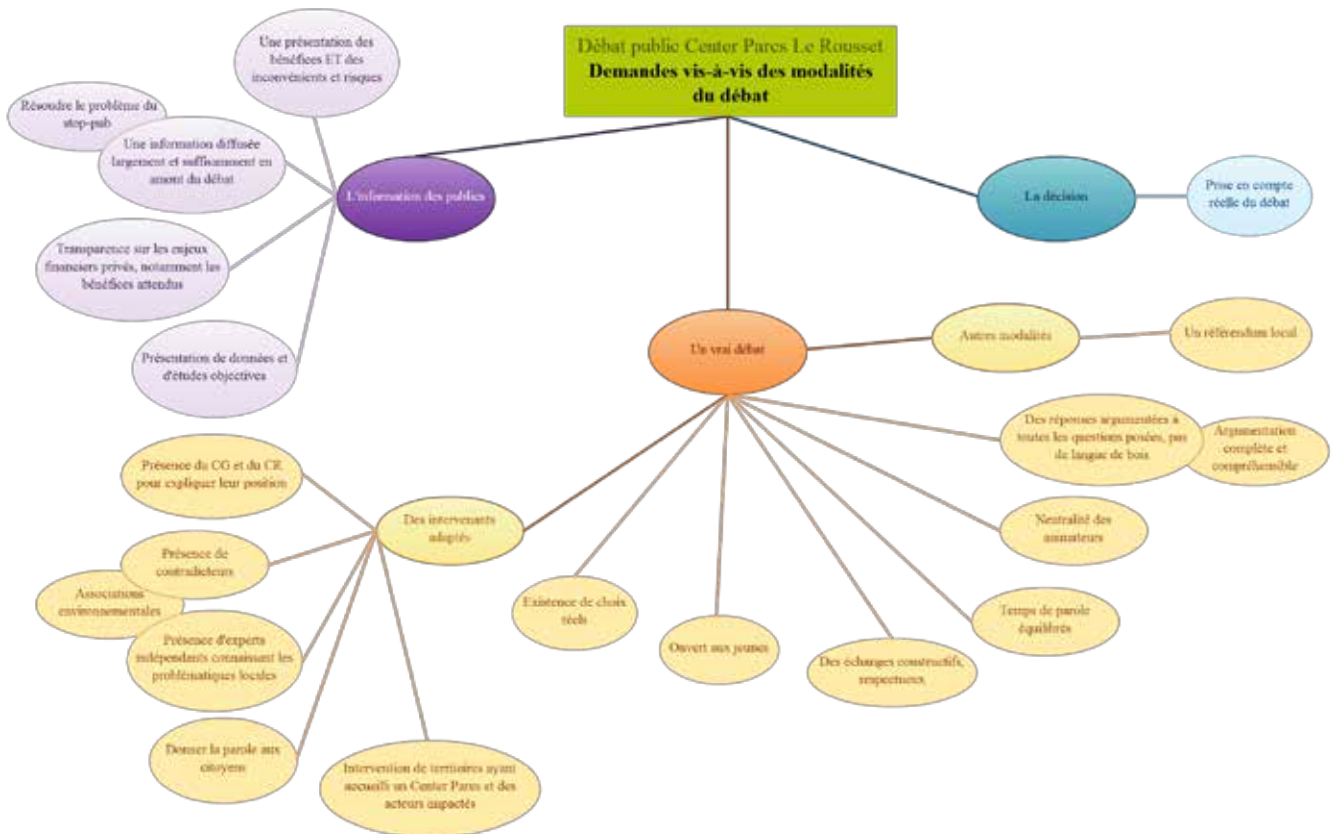 Débat public Center Parcs Le Rousset
Demandes vis-à-vis des modalités
du débat
Une présentation des
bénéfices ET des
inconvénients et risques
Résoudre le problème du
stop-pub
Une information diffusée
largement et suffisamment en
amont du débat
L'information des publics
Transparence sur les enjeux
financiers privés, notamment les
bénéfices attendus
Présentation de données et
d'études objectives
La décision
Prise en compte
réelle du débat
Un vrai débat
Autres modalités
Un référendum local
Des réponses argumentées à
toutes les questions posées, pas
de langue de bois
Argumentation
complète et
compréhensible
Neutralité des
animateurs
Temps de parole
équilibrés
Des échanges constructifs,
respectueux
Ouvert aux jeunes
Existence de choix
réels
Des intervenants
adaptés
Présence du CG et du CR
pour expliquer leur position
Présence de
contradicteurs
Associations
environnementales
Présence d'experts
indépendants connaissant les
problématiques locales
Donner la parole aux
citoyens
Intervention de territoires ayant
accueilli un Center Parcs et des
acteurs impactés